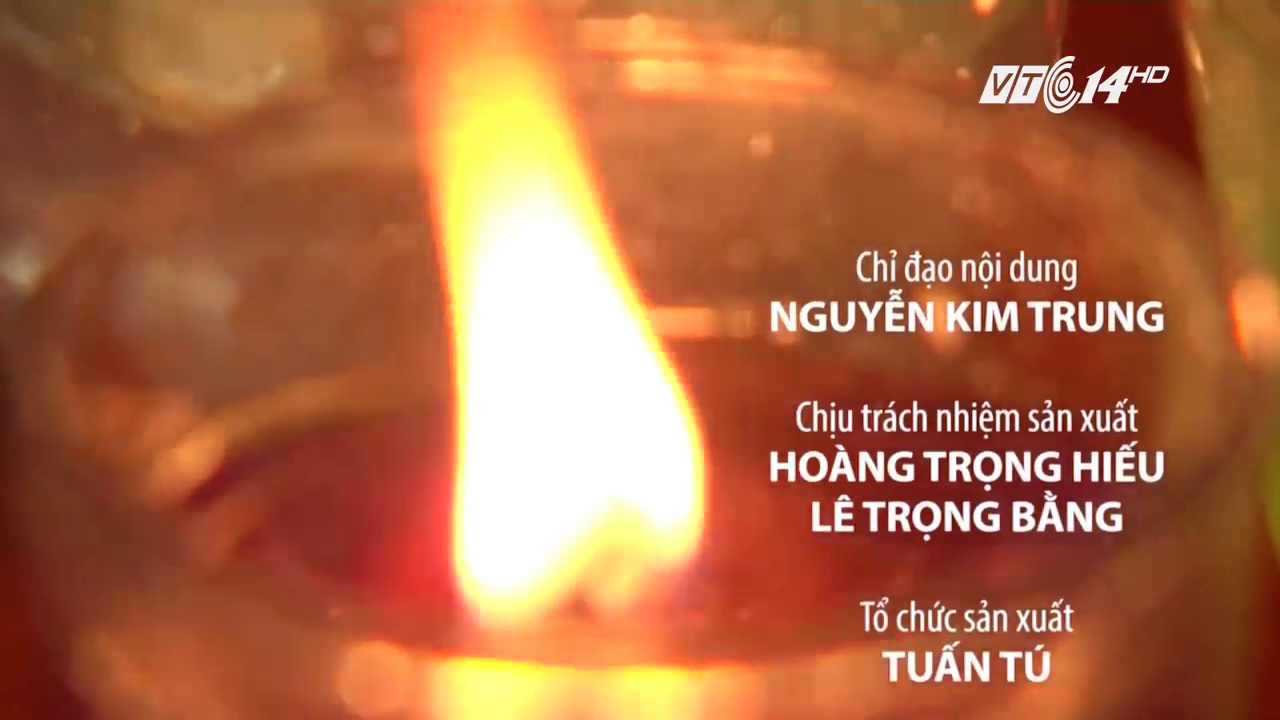 VTC14HD
Chỉ đạo nội dung
NGUYỄN KIM TRUNG
Chịu trách nhiệm sản xuất
HOÀNG TRỌNG HIẾU
LÊ TRỌNG BẰNG
Tổ chức sản xuất
TUẤN TÚ